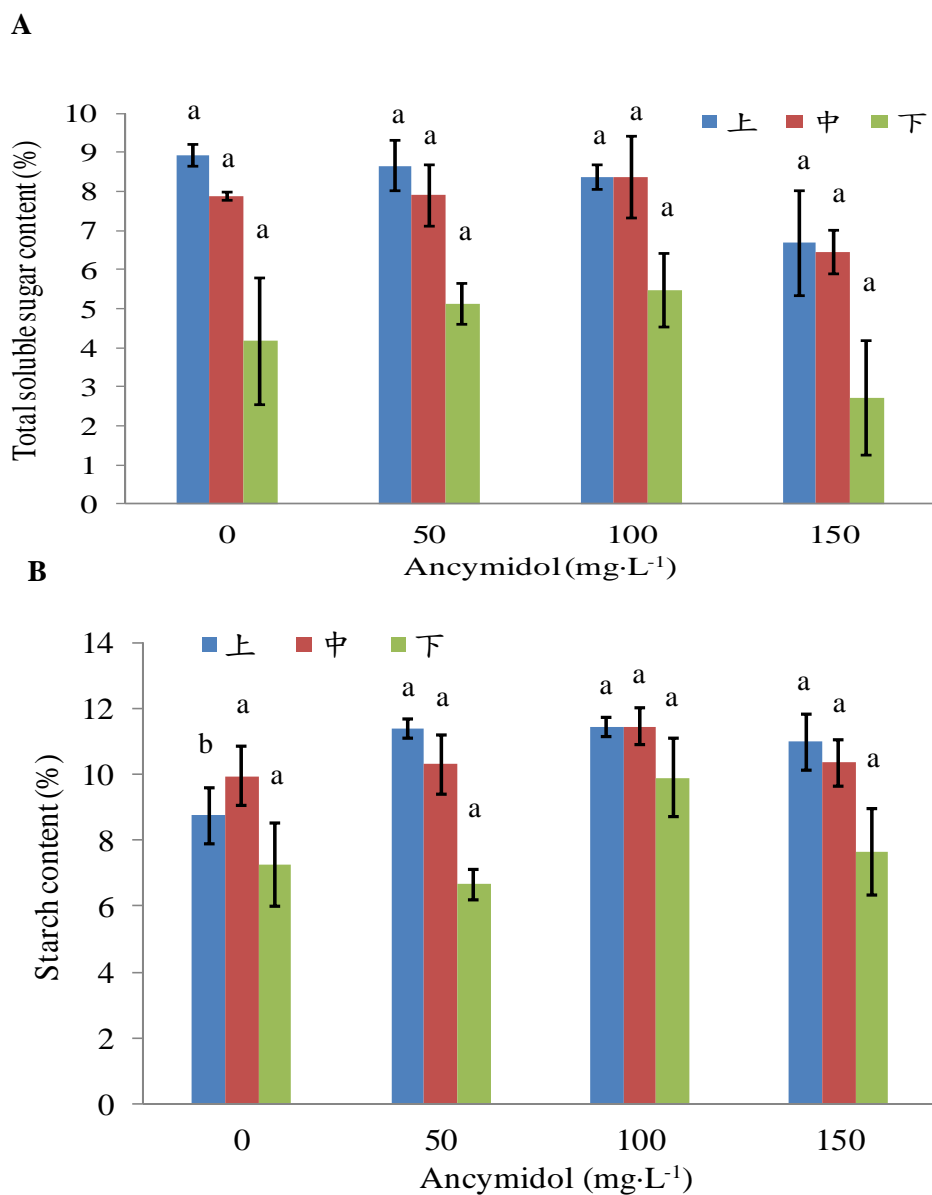 A
Total soluble sugar content (%)
10
9
8
7
6
5
4
3
2
1
0
上 中 下
a a a a a a a a a a a a
0 50 100 150
Ancymidol (mg·L⁻¹)
B
Starch content (%)
14
12
10
8
6
4
2
0
上 中 下
b a a a a a a a a a a a
0 50 100 150
Ancymidol (mg·L⁻¹)